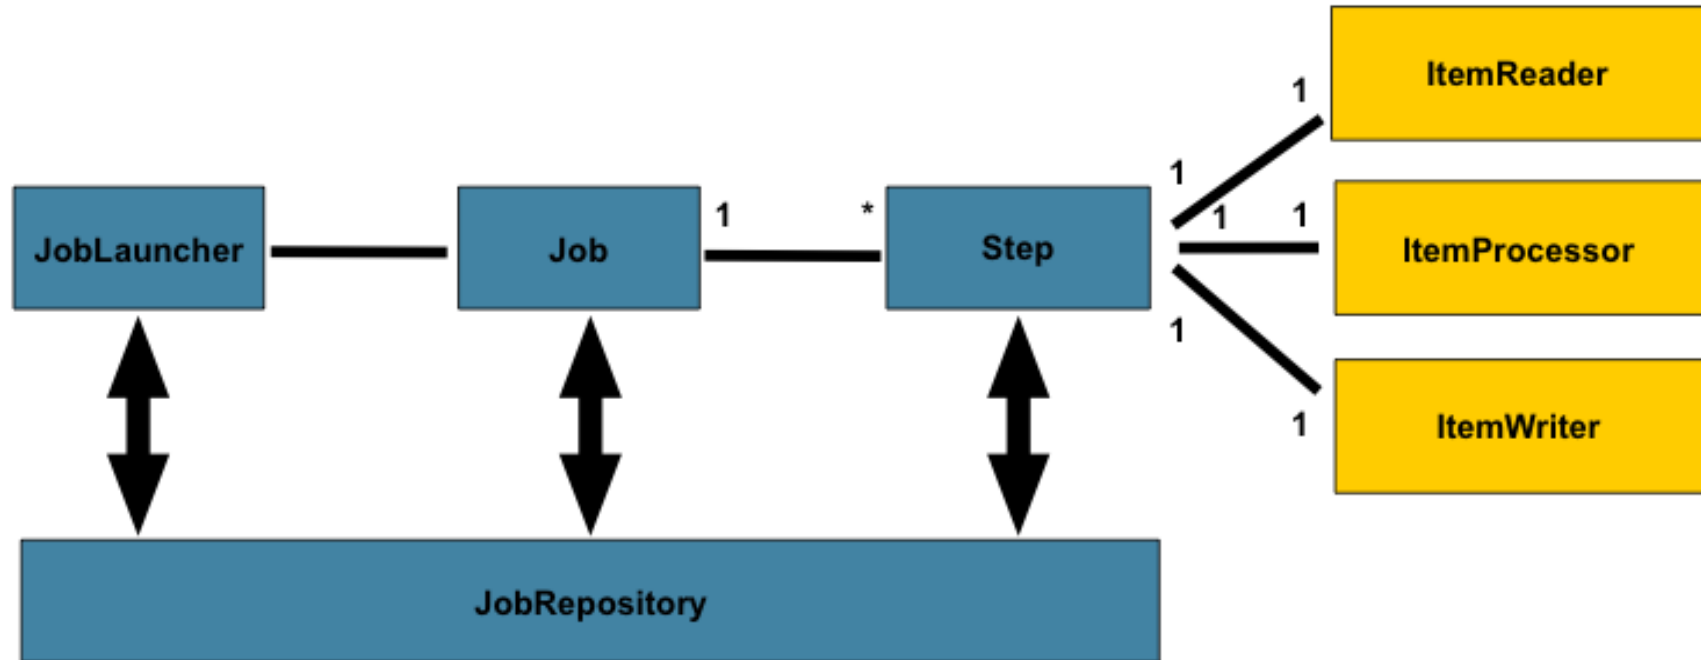 ItemReader
1
1
JobLauncher
Job
1
*
Step
1
1
ItemProcessor
1
1
ItemWriter
JobRepository